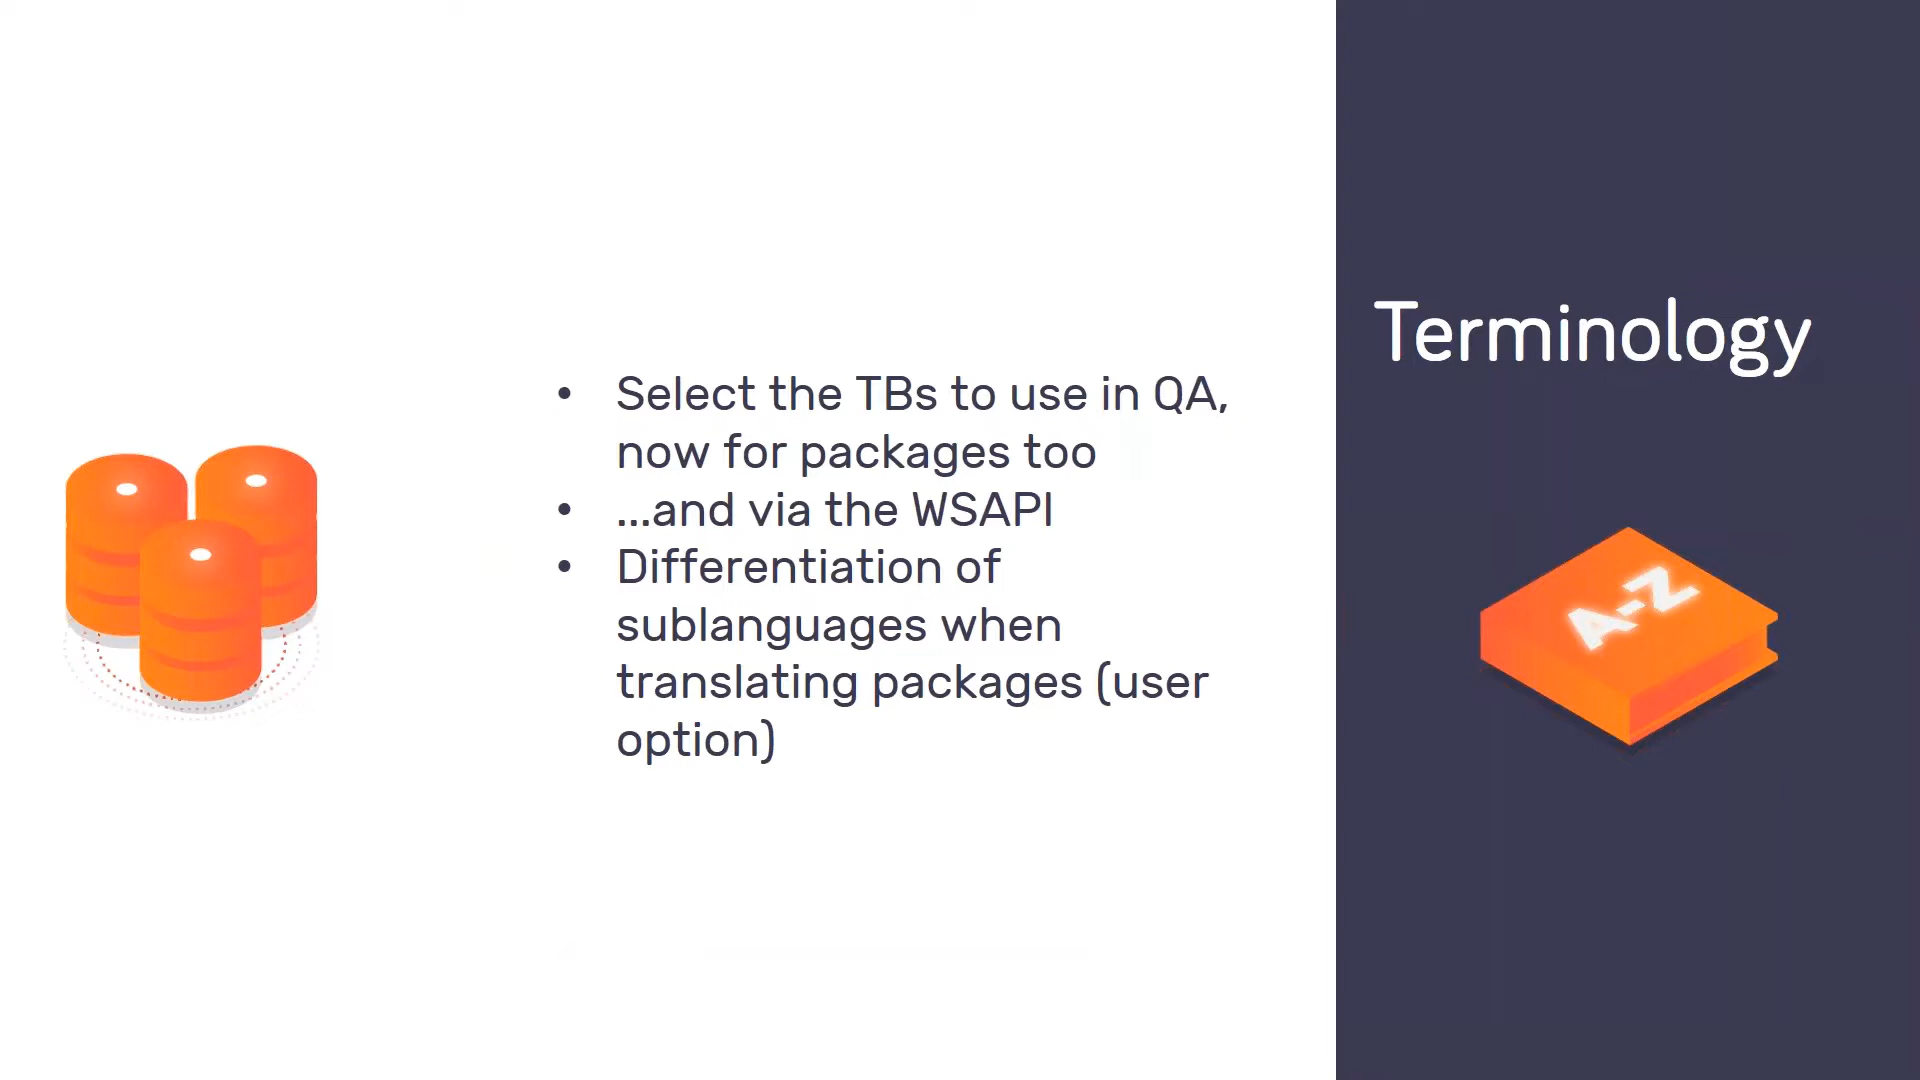 Terminology
• Select the TBs to use in QA,
now for packages too
• ...and via the WSAPI
• Differentiation of
sublanguages when
translating packages (user
option)
A-Z